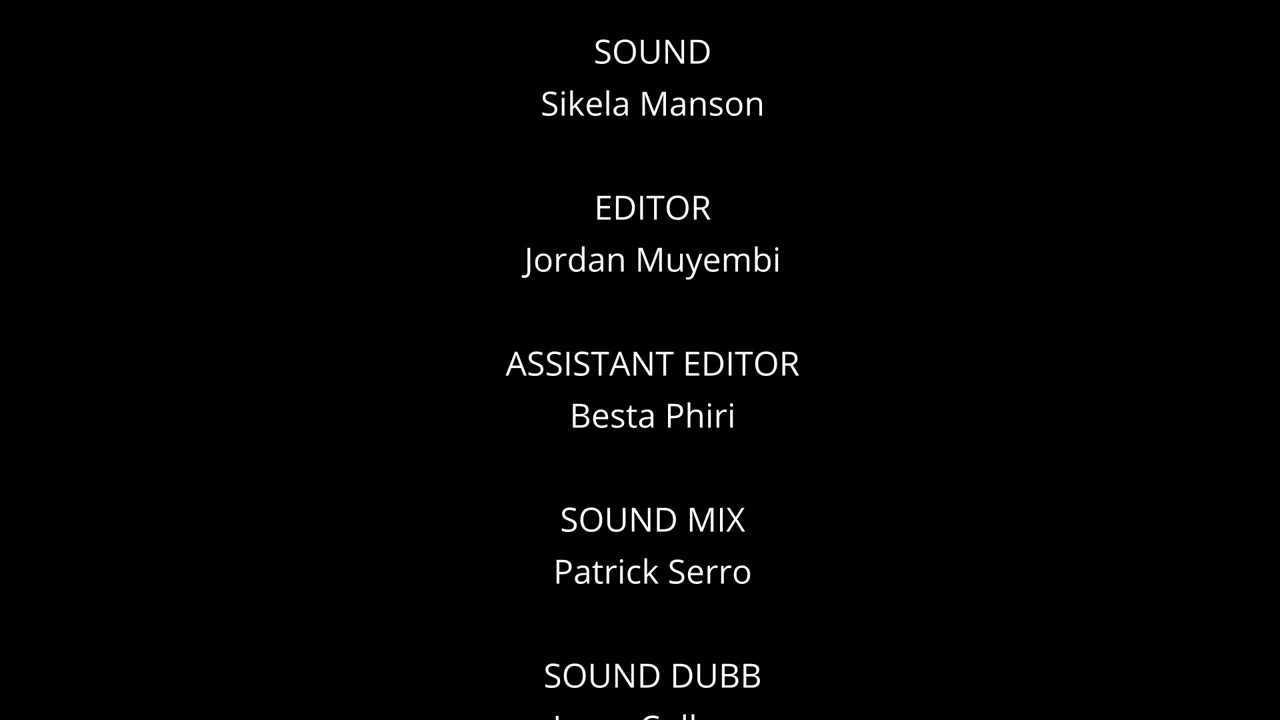 SOUND
Sikela Manson
EDITOR
Jordan Muyembi
ASSISTANT EDITOR
Besta Phiri
SOUND MIX
Patrick Serro
SOUND DUBB